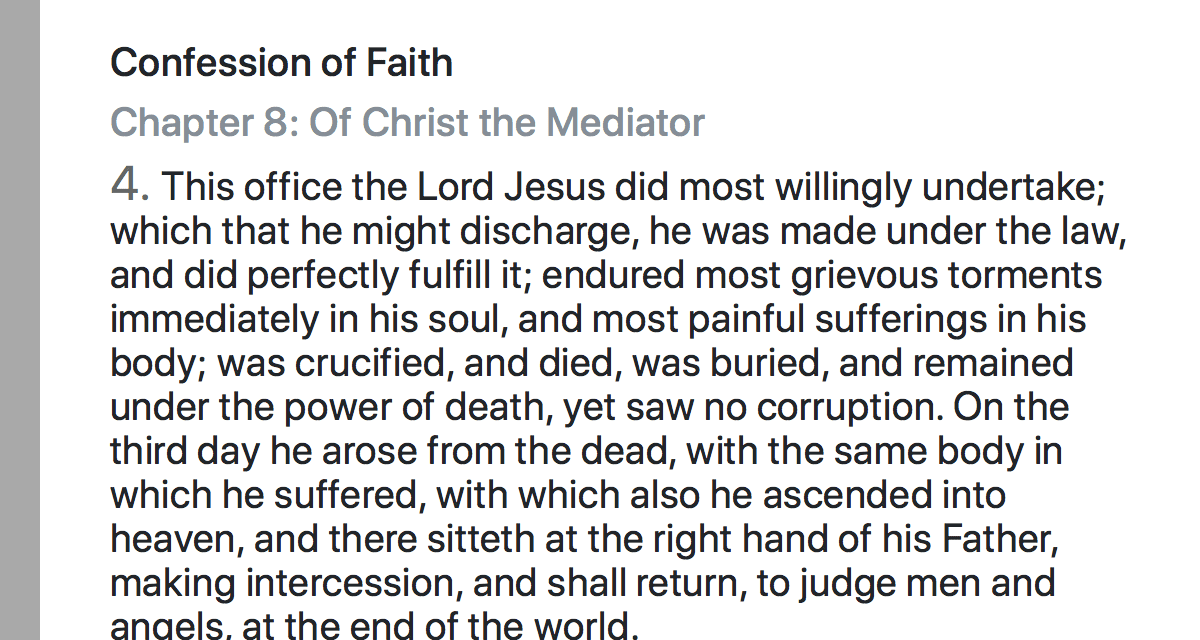 Confession of Faith
Chapter 8: Of Christ the Mediator
4. This office the Lord Jesus did most willingly undertake;
which that he might discharge, he was made under the law,
and did perfectly fulfill it; endured most grievous torments
immediately in his soul, and most painful sufferings in his
body; was crucified, and died, was buried, and remained
under the power of death, yet saw no corruption. On the
third day he arose from the dead, with the same body in
which he suffered, with which also he ascended into
heaven, and there sitteth at the right hand of his Father,
making intercession, and shall return, to judge men and
angels, at the end of the world.